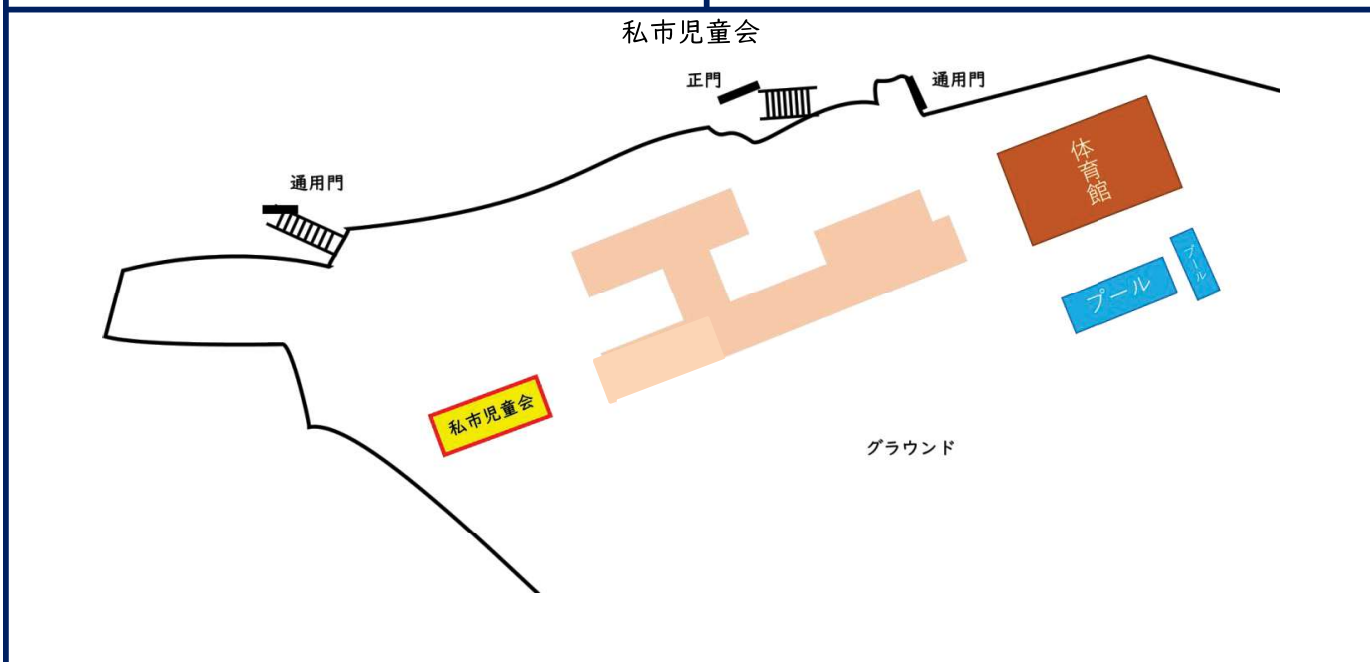 私市児童会
正門
通用門
通用門
体育館
プール
プール
私市児童会
グラウンド